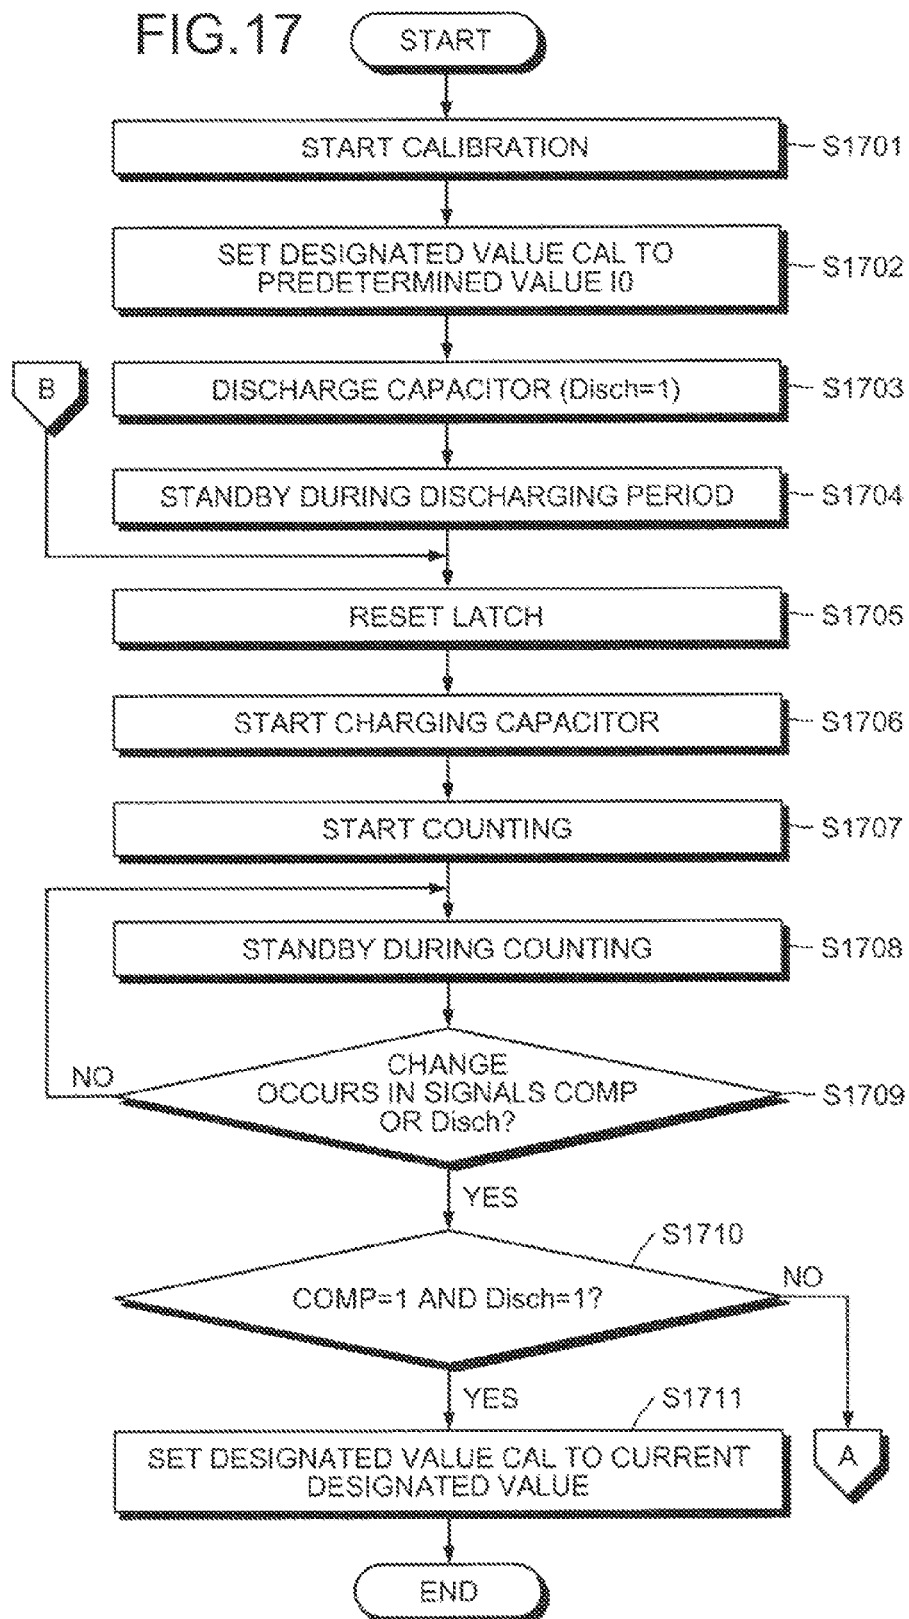 FIG.17
START
START CALIBRATION
S1701
SET DESIGNATED VALUE CAL TO
PREDETERMINED VALUE I0
S1702
B
DISCHARGE CAPACITOR (Disch=1)
S1703
STANDBY DURING DISCHARGING PERIOD
S1704
RESET LATCH
S1705
START CHARGING CAPACITOR
S1706
START COUNTING
S1707
STANDBY DURING COUNTING
S1708
NO
CHANGE
OCCURS IN SIGNALS COMP
OR Disch?
S1709
YES
S1710
COMP=1 AND Disch=1?
NO
YES
S1711
SET DESIGNATED VALUE CAL TO CURRENT
DESIGNATED VALUE
A
END